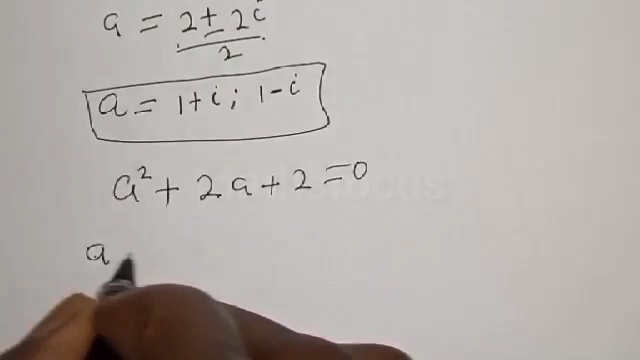 a = 2 ± 2i / 2
a = 1+i ; 1-i
a² + 2a + 2 = 0
a